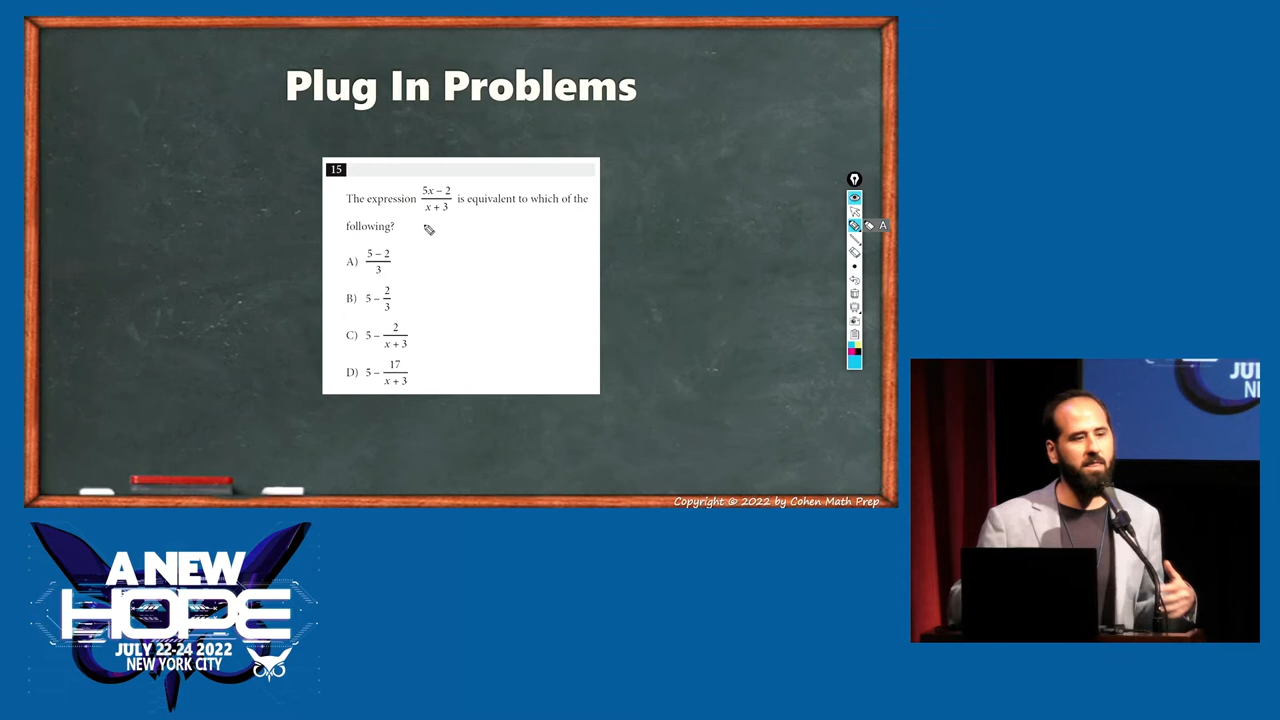 Plug In Problems
15
The expression (5x − 2)/(x + 3) is equivalent to which of the
following?
A) (5 − 2)/3
B) 5 − 2/3
C) 5 − 2/(x + 3)
D) 5 − 17/(x + 3)
A
Copyright © 2022 by Cohen Math Prep
A NEW
HOPE
JULY 22-24 2022
NEW YORK CITY
JUL
NE